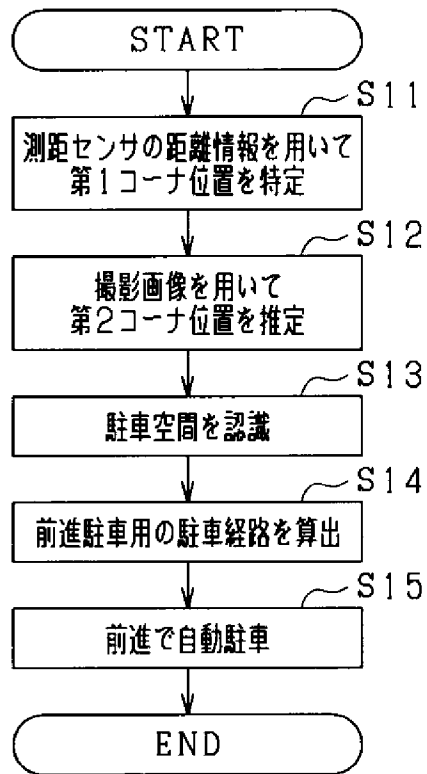 START
S11
測距センサの距離情報を用いて
第1コーナ位置を特定
S12
撮影画像を用いて
第2コーナ位置を推定
S13
駐車空間を認識
S14
前進駐車用の駐車経路を算出
S15
前進で自動駐車
END